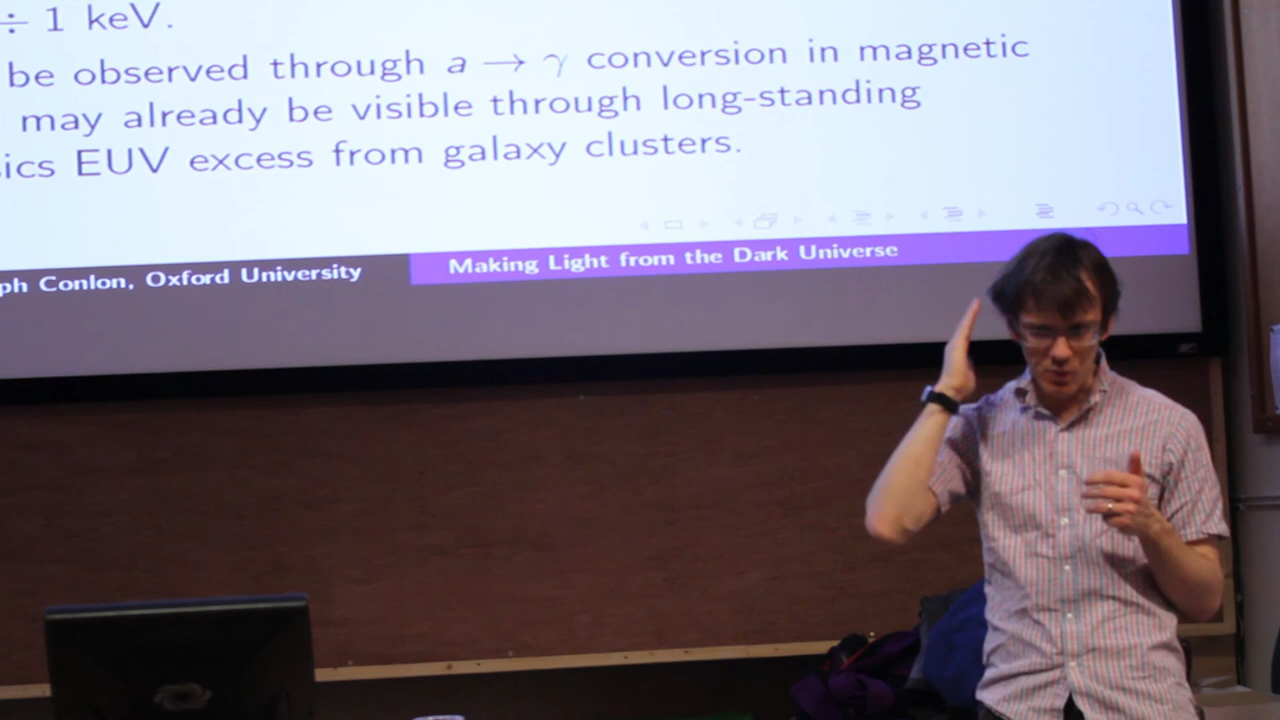 ÷ 1 keV.
be observed through a → γ conversion in magnetic
may already be visible through long-standing
sics EUV excess from galaxy clusters.
ph Conlon, Oxford University
Making Light from the Dark Universe